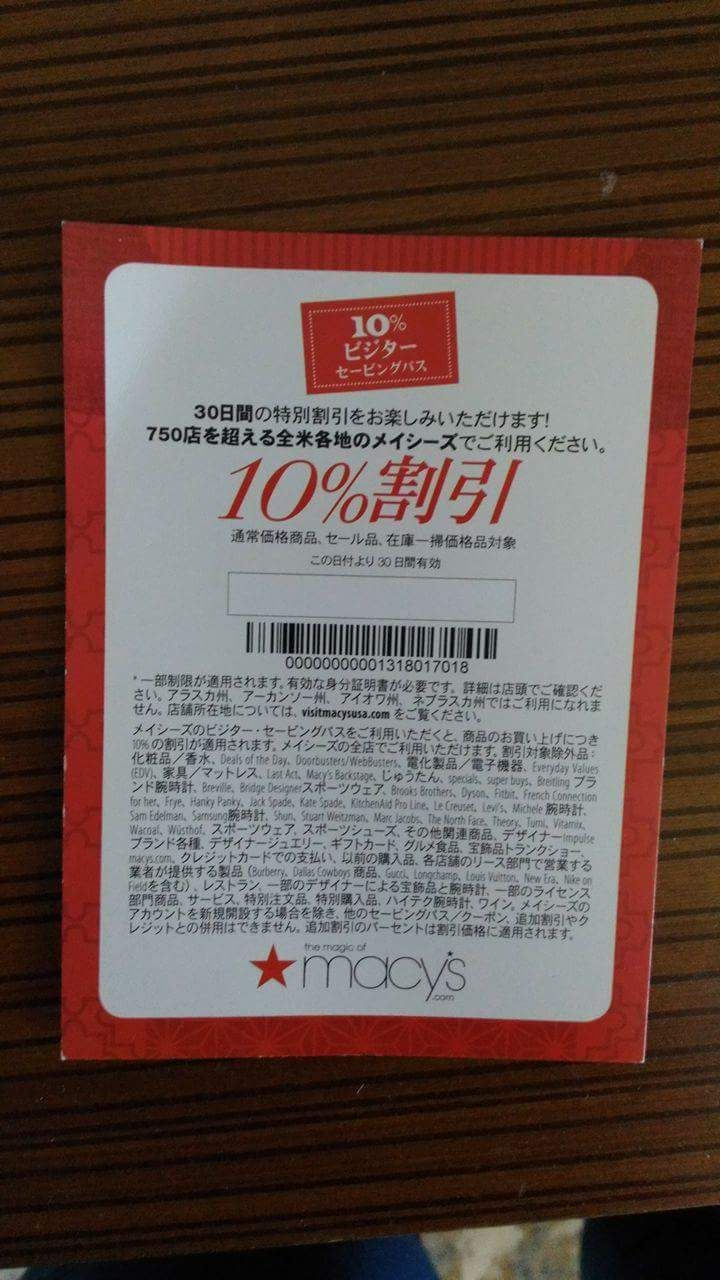 10%
ビジター
セービングパス
30日間の特別割引をお楽しみいただけます!
750店を超える全米各地のメイシーズでご利用ください。
10%割引
通常価格商品、セール品、在庫一掃価格品対象
この日付より 30 日間有効
00000000001318017018
* 一部制限が適用されます。有効な身分証明書が必要です。 詳細は店頭でご確認くだ
さい。アラスカ州、 アーカンソー州、 アイオワ州、 ネブラスカ州ではご利用になれま
せん。店舗所在地については、visitmacysusa.com をご覧ください。
メイシーズのビジター・セービングパスをご利用いただくと、商品のお買い上げにつき
10% の割引が適用されます。メイシーズの全店でご利用いただけます。割引対象除外品：
化粧品／香水、Deals of the Day、Doorbusters/WebBusters、電化製品／電子機器、Everyday Values
(EDV)、家具／マットレス、Last Act、Macy's Backstage、じゅうたん、specials、super buys、Breitling ブラ
ンド腕時計、Breville、Bridge Designerスポーツウェア、Brooks Brothers、Dyson、Fitbit、French Connection
for her、Frye、Hanky Panky、Jack Spade、Kate Spade、KitchenAid Pro Line、Le Creuset、Levi's、Michele 腕時計、
Sam Edelman、Samsung腕時計、Shun、Stuart Weitzman、Marc Jacobs、The North Face、Theory、Tumi、Vitamix、
Wacoal、Wüsthof、スポーツウェア、スポーツシューズ、その他関連商品、デザイナーImpulse
ブランド各種、デザイナージュエリー、ギフトカード、グルメ食品、宝飾品トランクショー、
macys.com、クレジットカードでの支払い、以前の購入品、各店舗のリース部門で営業する
業者が提供する製品 (Burberry、Dallas Cowboys 商品、Gucci、Longchamp、Louis Vuitton、New Era、Nike on
Fieldを含む) 、レストラン、一部のデザイナーによる宝飾品と腕時計、一部のライセンス
部門商品、サービス、特別注文品、特別購入品、ハイテク腕時計、ワイン。メイシーズの
アカウントを新規開設する場合を除き、他のセービングパス／クーポン、追加割引やク
レジットとの併用はできません。追加割引のパーセントは割引価格に適用されます。
the magic of
macy's
.com